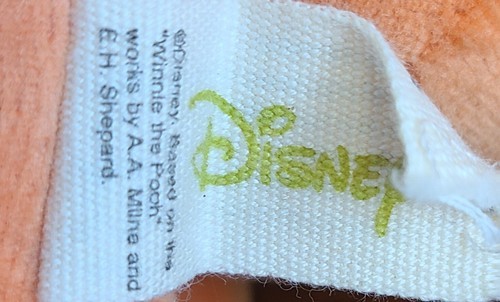 ©Disney. Based on the
"Winnie the Pooh"
works by A.A. Milne and
E.H. Shepard.
DISNEY